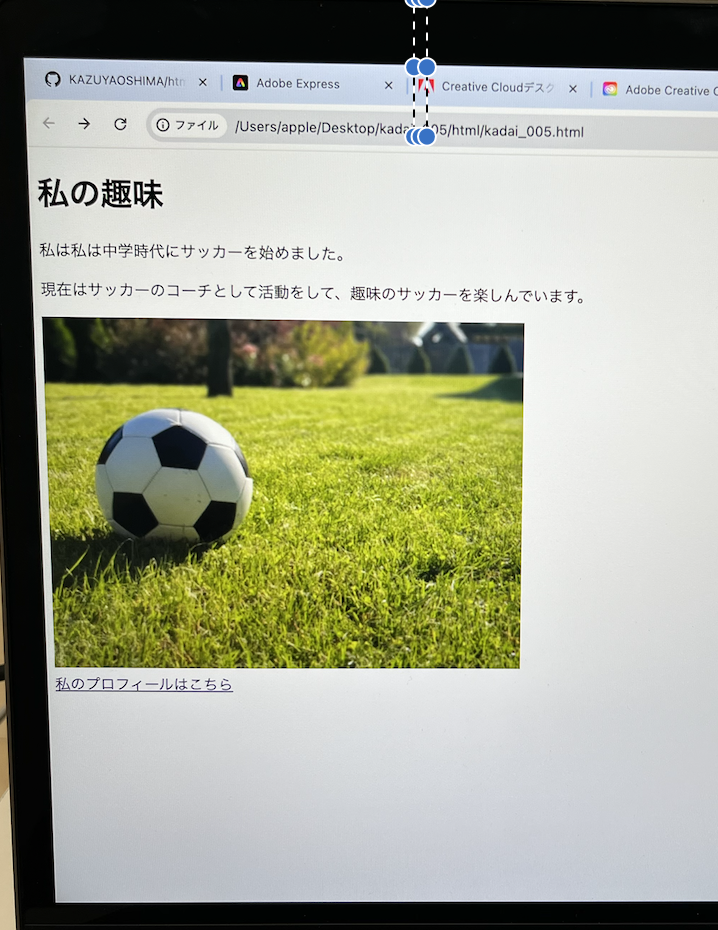 KAZUYAOSHIMA/htm
Adobe Express
Creative Cloudデスク
Adobe Creative C
ファイル /Users/apple/Desktop/kada 05/html/kadai_005.html
私の趣味
私は私は中学時代にサッカーを始めました。
現在はサッカーのコーチとして活動をして、趣味のサッカーを楽しんでいます。
私のプロフィールはこちら